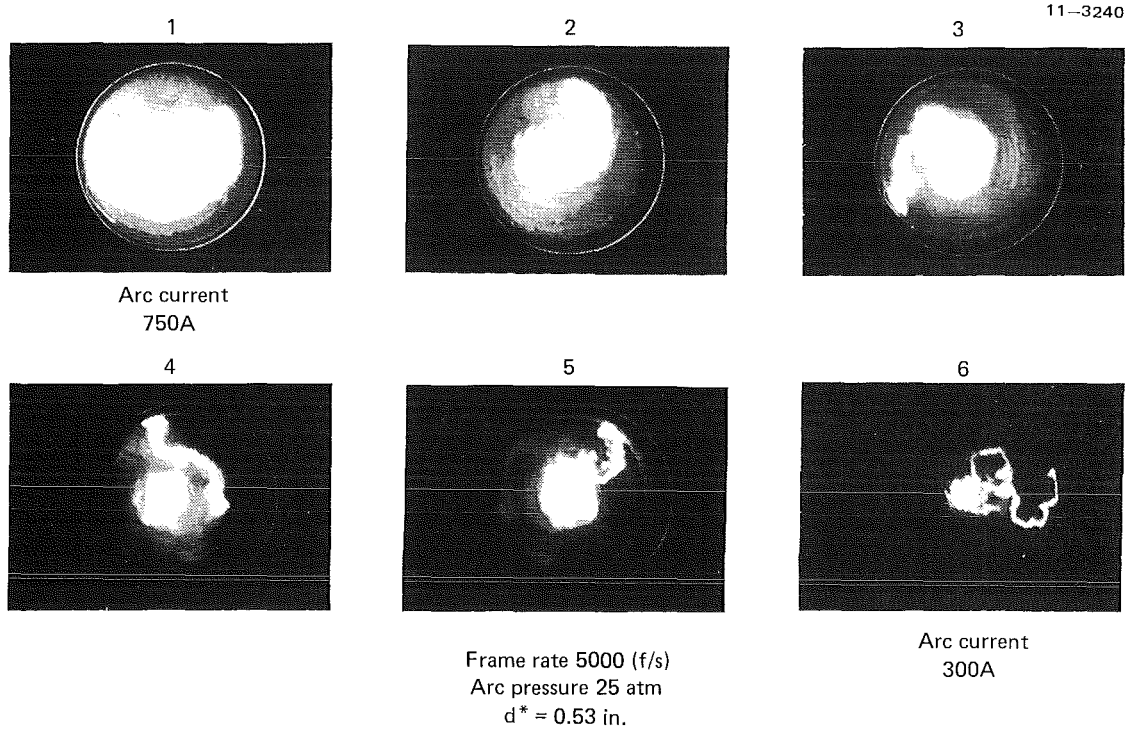 11-3240
1
2
3
Arc current
750A
4
5
6
Frame rate 5000 (f/s)
Arc pressure 25 atm
d* = 0.53 in.
Arc current
300A